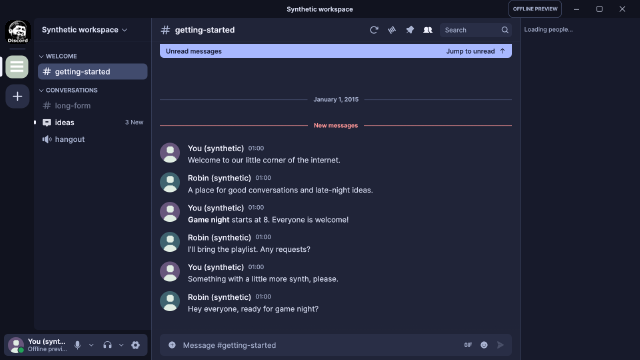 Synthetic workspace
OFFLINE PREVIEW
Discord
Synthetic workspace
WELCOME
getting-started
CONVERSATIONS
long-form
ideas
3 New
hangout
You (synt...
Offline previ...
# getting-started
Search
Unread messages
Jump to unread
January 1, 2015
New messages
You (synthetic) 01:00
Welcome to our little corner of the internet.
Robin (synthetic) 01:00
A place for good conversations and late-night ideas.
You (synthetic) 01:00
Game night starts at 8. Everyone is welcome!
Robin (synthetic) 01:00
I'll bring the playlist. Any requests?
You (synthetic) 01:00
Something with a little more synth, please.
Robin (synthetic) 01:00
Hey everyone, ready for game night?
Message #getting-started
GIF
Loading people...